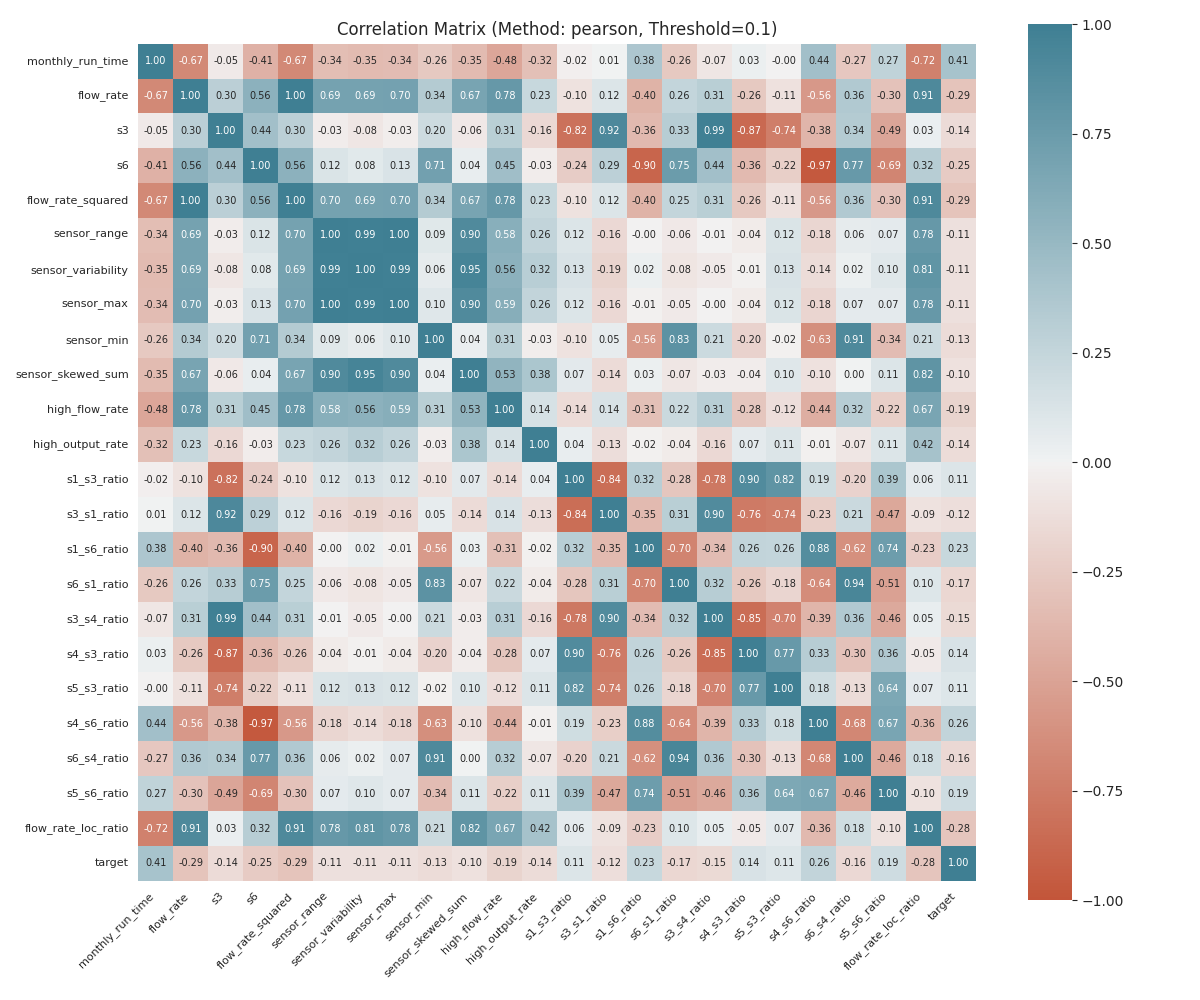 Correlation Matrix (Method: pearson, Threshold=0.1)
monthly_run_time 1.00 -0.67 -0.05 -0.41 -0.67 -0.34 -0.35 -0.34 -0.26 -0.35 -0.48 -0.32 -0.02 0.01 0.38 -0.26 -0.07 0.03 -0.00 0.44 -0.27 0.27 -0.72 0.41
flow_rate -0.67 1.00 0.30 0.56 1.00 0.69 0.69 0.70 0.34 0.67 0.78 0.23 -0.10 0.12 -0.40 0.26 0.31 -0.26 -0.11 -0.56 0.36 -0.30 0.91 -0.29
s3 -0.05 0.30 1.00 0.44 0.30 -0.03 -0.08 -0.03 0.20 -0.06 0.31 -0.16 -0.82 0.92 -0.36 0.33 0.99 -0.87 -0.74 -0.38 0.34 -0.49 0.03 -0.14
s6 -0.41 0.56 0.44 1.00 0.56 0.12 0.08 0.13 0.71 0.04 0.45 -0.03 -0.24 0.29 -0.90 0.75 0.44 -0.36 -0.22 -0.97 0.77 -0.69 0.32 -0.25
flow_rate_squared -0.67 1.00 0.30 0.56 1.00 0.70 0.69 0.70 0.34 0.67 0.78 0.23 -0.10 0.12 -0.40 0.25 0.31 -0.26 -0.11 -0.56 0.36 -0.30 0.91 -0.29
sensor_range -0.34 0.69 -0.03 0.12 0.70 1.00 0.99 1.00 0.09 0.90 0.58 0.26 0.12 -0.16 -0.00 -0.06 -0.01 -0.04 0.12 -0.18 0.06 0.07 0.78 -0.11
sensor_variability -0.35 0.69 -0.08 0.08 0.69 0.99 1.00 0.99 0.06 0.95 0.56 0.32 0.13 -0.19 0.02 -0.08 -0.05 -0.01 0.13 -0.14 0.02 0.10 0.81 -0.11
sensor_max -0.34 0.70 -0.03 0.13 0.70 1.00 0.99 1.00 0.10 0.90 0.59 0.26 0.12 -0.16 -0.01 -0.05 -0.00 -0.04 0.12 -0.18 0.07 0.07 0.78 -0.11
sensor_min -0.26 0.34 0.20 0.71 0.34 0.09 0.06 0.10 1.00 0.04 0.31 -0.03 -0.10 0.05 -0.56 0.83 0.21 -0.20 -0.02 -0.63 0.91 -0.34 0.21 -0.13
sensor_skewed_sum -0.35 0.67 -0.06 0.04 0.67 0.90 0.95 0.90 0.04 1.00 0.53 0.38 0.07 -0.14 0.03 -0.07 -0.03 -0.04 0.10 -0.10 0.00 0.11 0.82 -0.10
high_flow_rate -0.48 0.78 0.31 0.45 0.78 0.58 0.56 0.59 0.31 0.53 1.00 0.14 -0.14 0.14 -0.31 0.22 0.31 -0.28 -0.12 -0.44 0.32 -0.22 0.67 -0.19
high_output_rate -0.32 0.23 -0.16 -0.03 0.23 0.26 0.32 0.26 -0.03 0.38 0.14 1.00 0.04 -0.13 -0.02 -0.04 -0.16 0.07 0.11 -0.01 -0.07 0.11 0.42 -0.14
s1_s3_ratio -0.02 -0.10 -0.82 -0.24 -0.10 0.12 0.13 0.12 -0.10 0.07 -0.14 0.04 1.00 -0.84 0.32 -0.28 -0.78 0.90 0.82 0.19 -0.20 0.39 0.06 0.11
s3_s1_ratio 0.01 0.12 0.92 0.29 0.12 -0.16 -0.19 -0.16 0.05 -0.14 0.14 -0.13 -0.84 1.00 -0.35 0.31 0.90 -0.76 -0.74 -0.23 0.21 -0.47 -0.09 -0.12
s1_s6_ratio 0.38 -0.40 -0.36 -0.90 -0.40 -0.00 0.02 -0.01 -0.56 0.03 -0.31 -0.02 0.32 -0.35 1.00 -0.70 -0.34 0.26 0.26 0.88 -0.62 0.74 -0.23 0.23
s6_s1_ratio -0.26 0.26 0.33 0.75 0.25 -0.06 -0.08 -0.05 0.83 -0.07 0.22 -0.04 -0.28 0.31 -0.70 1.00 0.32 -0.26 -0.18 -0.64 0.94 -0.51 0.10 -0.17
s3_s4_ratio -0.07 0.31 0.99 0.44 0.31 -0.01 -0.05 -0.00 0.21 -0.03 0.31 -0.16 -0.78 0.90 -0.34 0.32 1.00 -0.85 -0.70 -0.39 0.36 -0.46 0.05 -0.15
s4_s3_ratio 0.03 -0.26 -0.87 -0.36 -0.26 -0.04 -0.01 -0.04 -0.20 -0.04 -0.28 0.07 0.90 -0.76 0.26 -0.26 -0.85 1.00 0.77 0.33 -0.30 0.36 -0.05 0.14
s5_s3_ratio -0.00 -0.11 -0.74 -0.22 -0.11 0.12 0.13 0.12 -0.02 0.10 -0.12 0.11 0.82 -0.74 0.26 -0.18 -0.70 0.77 1.00 0.18 -0.13 0.64 0.07 0.11
s4_s6_ratio 0.44 -0.56 -0.38 -0.97 -0.56 -0.18 -0.14 -0.18 -0.63 -0.10 -0.44 -0.01 0.19 -0.23 0.88 -0.64 -0.39 0.33 0.18 1.00 -0.68 0.67 -0.36 0.26
s6_s4_ratio -0.27 0.36 0.34 0.77 0.36 0.06 0.02 0.07 0.91 0.00 0.32 -0.07 -0.20 0.21 -0.62 0.94 0.36 -0.30 -0.13 -0.68 1.00 -0.46 0.18 -0.16
s5_s6_ratio 0.27 -0.30 -0.49 -0.69 -0.30 0.07 0.10 0.07 -0.34 0.11 -0.22 0.11 0.39 -0.47 0.74 -0.51 -0.46 0.36 0.64 0.67 -0.46 1.00 -0.10 0.19
flow_rate_loc_ratio -0.72 0.91 0.03 0.32 0.91 0.78 0.81 0.78 0.21 0.82 0.67 0.42 0.06 -0.09 -0.23 0.10 0.05 -0.05 0.07 -0.36 0.18 -0.10 1.00 -0.28
target 0.41 -0.29 -0.14 -0.25 -0.29 -0.11 -0.11 -0.11 -0.13 -0.10 -0.19 -0.14 0.11 -0.12 0.23 -0.17 -0.15 0.14 0.11 0.26 -0.16 0.19 -0.28 1.00
monthly_run_time
flow_rate
s3
s6
flow_rate_squared
sensor_range
sensor_variability
sensor_max
sensor_min
sensor_skewed_sum
high_flow_rate
high_output_rate
s1_s3_ratio
s3_s1_ratio
s1_s6_ratio
s6_s1_ratio
s3_s4_ratio
s4_s3_ratio
s5_s3_ratio
s4_s6_ratio
s6_s4_ratio
s5_s6_ratio
flow_rate_loc_ratio
target
1.00
0.75
0.50
0.25
0.00
−0.25
−0.50
−0.75
−1.00